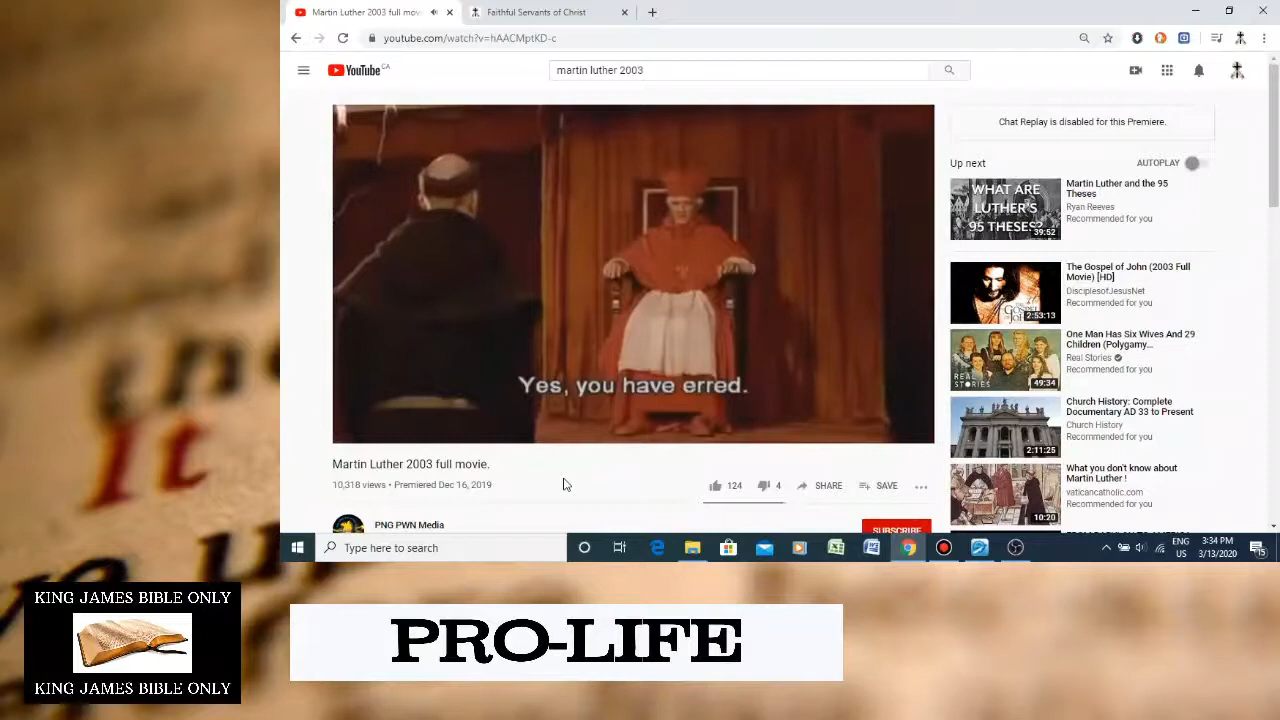 Martin Luther 2003 full mov
Faithful Servants of Christ
youtube.com/watch?v=hAACMptKD-c
YouTube CA
martin luther 2003
Yes, you have erred.
Martin Luther 2003 full movie.
10,318 views • Premiered Dec 16, 2019
124
4
SHARE
SAVE
PNG PWN Media
SUBSCRIBE
Chat Replay is disabled for this Premiere.
Up next
AUTOPLAY
WHAT ARE
LUTHER'S
95 THESES?
39:52
Martin Luther and the 95
Theses
Ryan Reeves
Recommended for you
2:53:13
The Gospel of John (2003 Full
Movie) [HD]
DisciplesofJesusNet
Recommended for you
REAL
STORIES
49:34
One Man Has Six Wives And 29
Children (Polygamy...
Real Stories
Recommended for you
2:11:25
Church History: Complete
Documentary AD 33 to Present
Church History
Recommended for you
10:20
What you don't know about
Martin Luther !
vaticancatholic.com
Recommended for you
Type here to search
ENG
US
3:34 PM
3/13/2020
15
the
It
KING JAMES BIBLE ONLY
KING JAMES BIBLE ONLY
PRO-LIFE